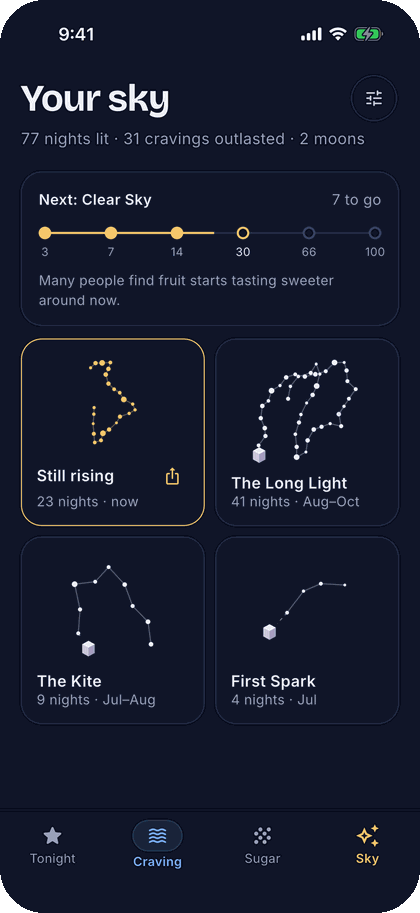 9:41
Your sky
77 nights lit · 31 cravings outlasted · 2 moons
Next: Clear Sky
7 to go
3
7
14
30
66
100
Many people find fruit starts tasting sweeter
around now.
Still rising
23 nights · now
The Long Light
41 nights · Aug–Oct
The Kite
9 nights · Jul–Aug
First Spark
4 nights · Jul
Tonight
Craving
Sugar
Sky